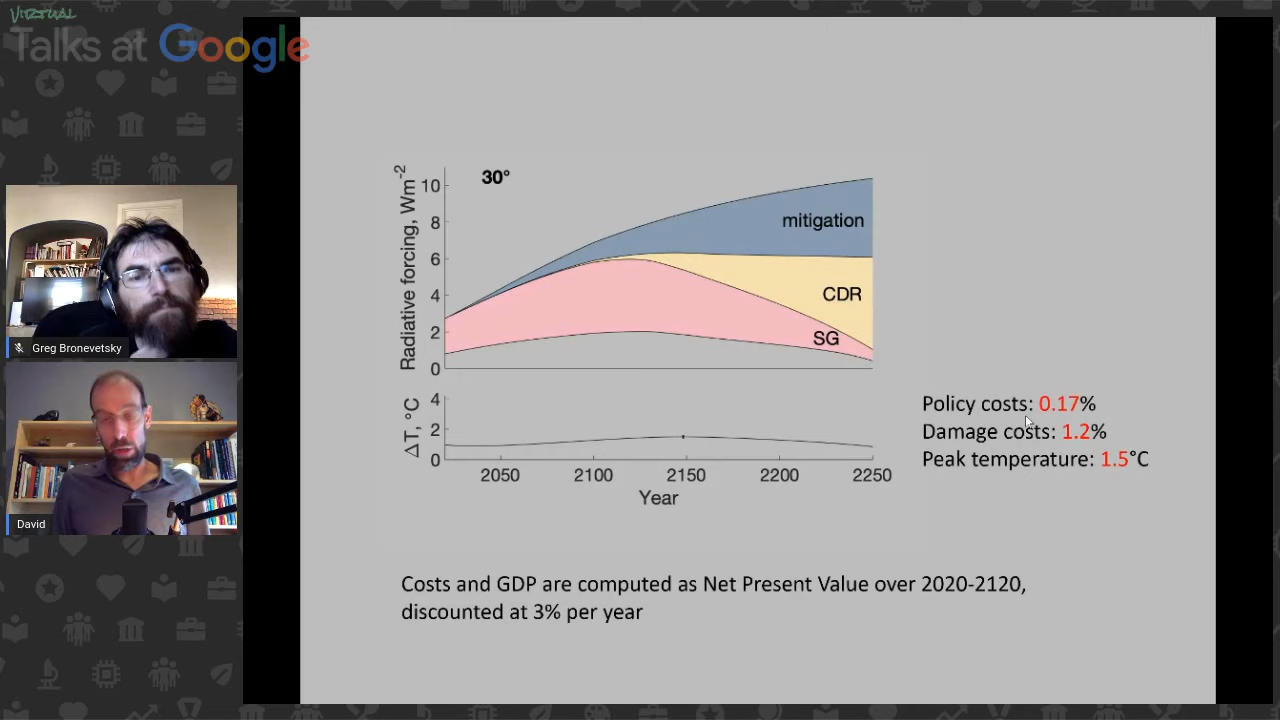 VIRTUAL
Talks at Google
Greg Bronevetsky
David
30°
Radiative forcing, Wm-2
10
8
6
4
2
0
mitigation
CDR
SG
ΔT, °C
4
2
0
2050 2100 2150 2200 2250
Year
Policy costs: 0.17%
Damage costs: 1.2%
Peak temperature: 1.5°C
Costs and GDP are computed as Net Present Value over 2020-2120,
discounted at 3% per year